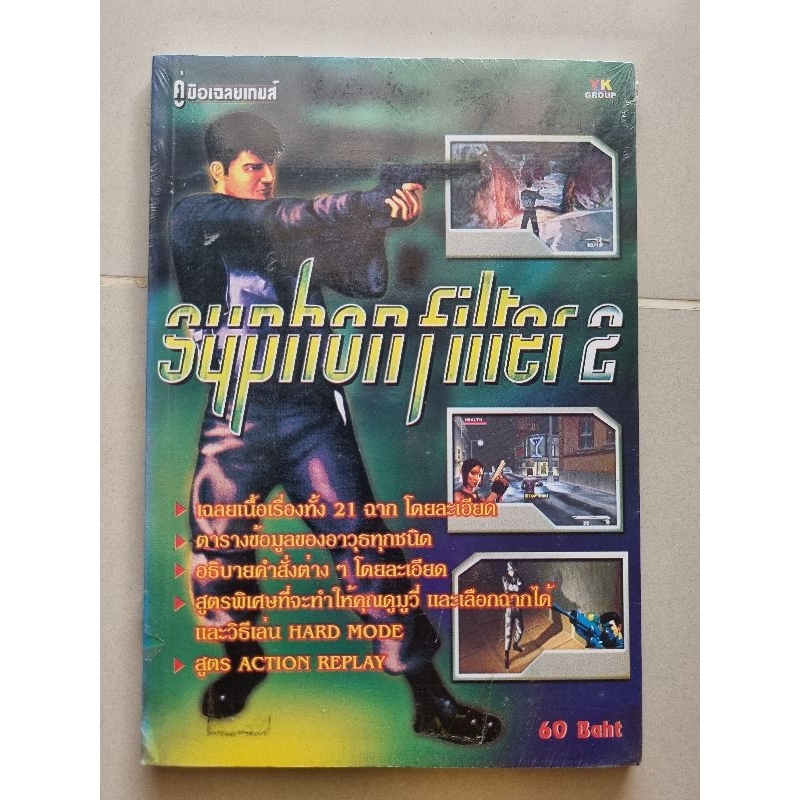 คู่มือเฉลยเกมส์
YK
GROUP
syphon filter 2
HEALTH
เฉลยเนื้อเรื่องทั้ง 21 ฉาก โดยละเอียด
ตารางข้อมูลของอาวุธทุกชนิด
อธิบายคำสั่งต่าง ๆ โดยละเอียด
สูตรพิเศษที่จะทำให้คุณดูมูวี่ และเลือกฉากได้
และวิธีเล่น HARD MODE
สูตร ACTION REPLAY
60 Baht